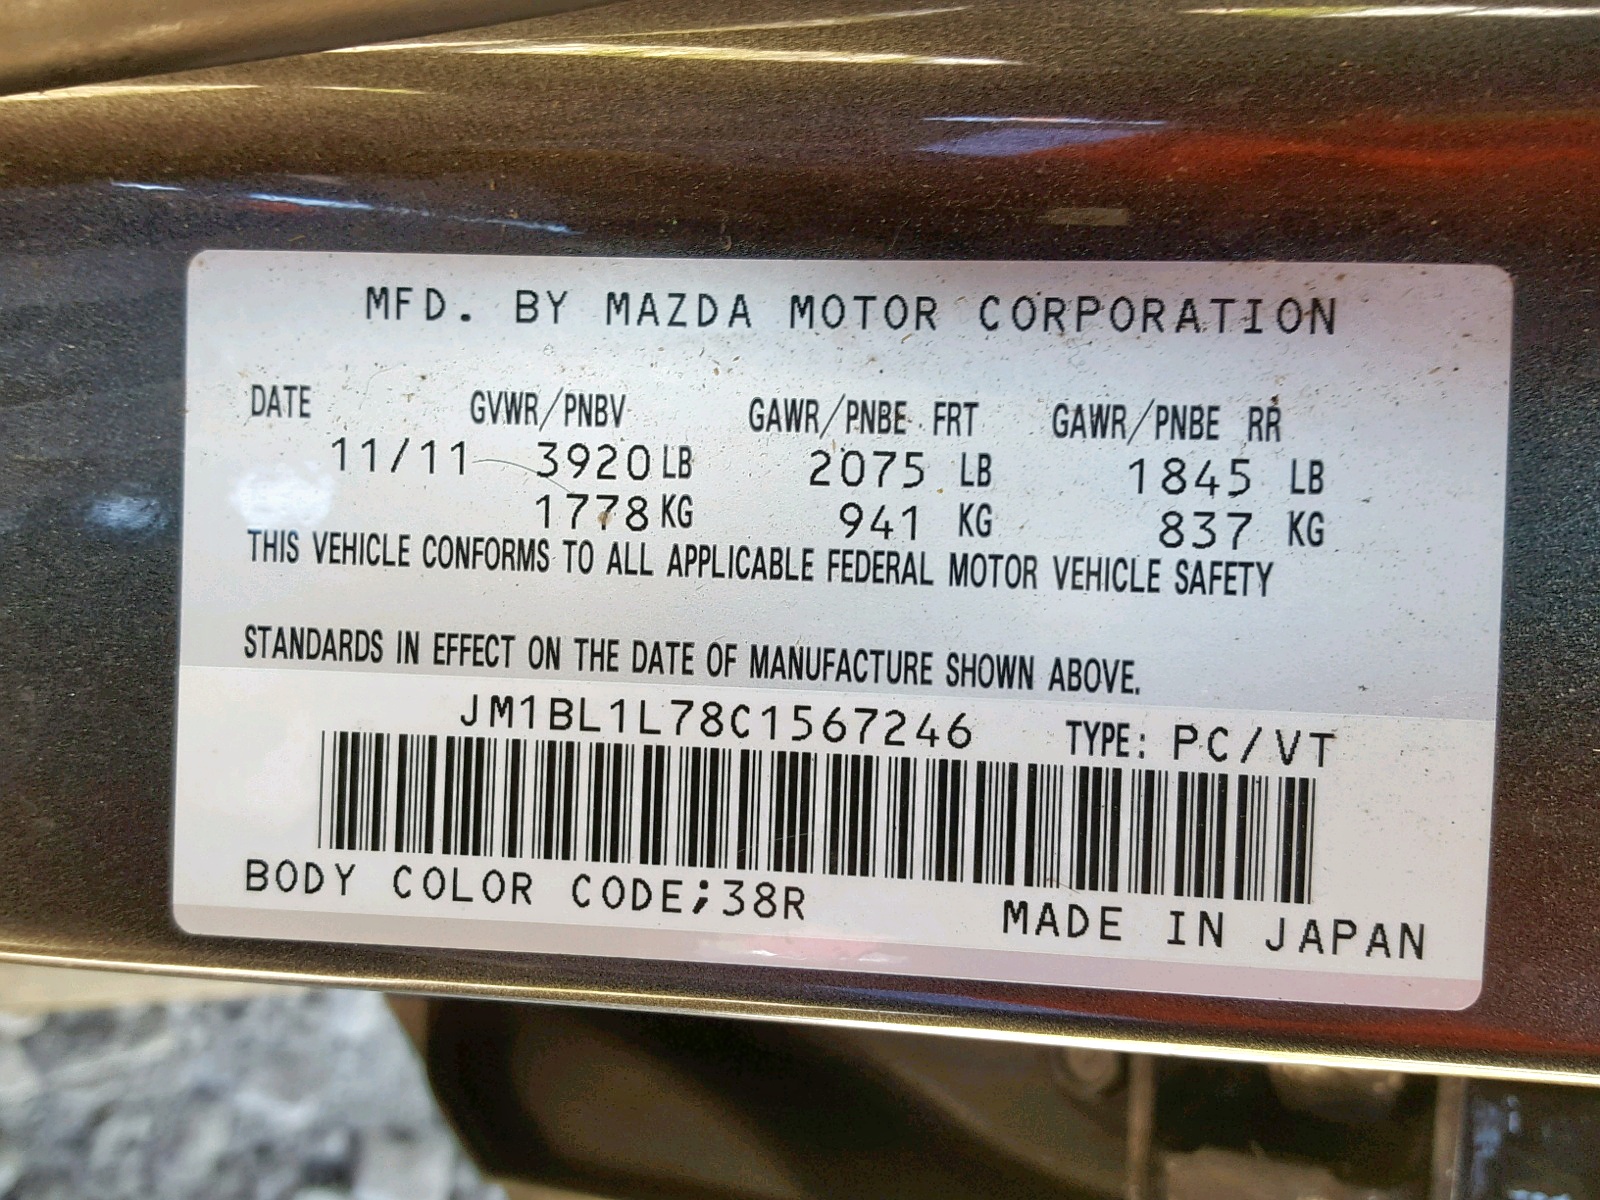 MFD. BY MAZDA MOTOR CORPORATION
DATE GVWR/PNBV GAWR/PNBE FRT GAWR/PNBE RR
11/11 3920 LB 2075 LB 1845 LB
1778 KG 941 KG 837 KG
THIS VEHICLE CONFORMS TO ALL APPLICABLE FEDERAL MOTOR VEHICLE SAFETY
STANDARDS IN EFFECT ON THE DATE OF MANUFACTURE SHOWN ABOVE.
JM1BL1L78C1567246 TYPE: PC/VT
BODY COLOR CODE;38R MADE IN JAPAN